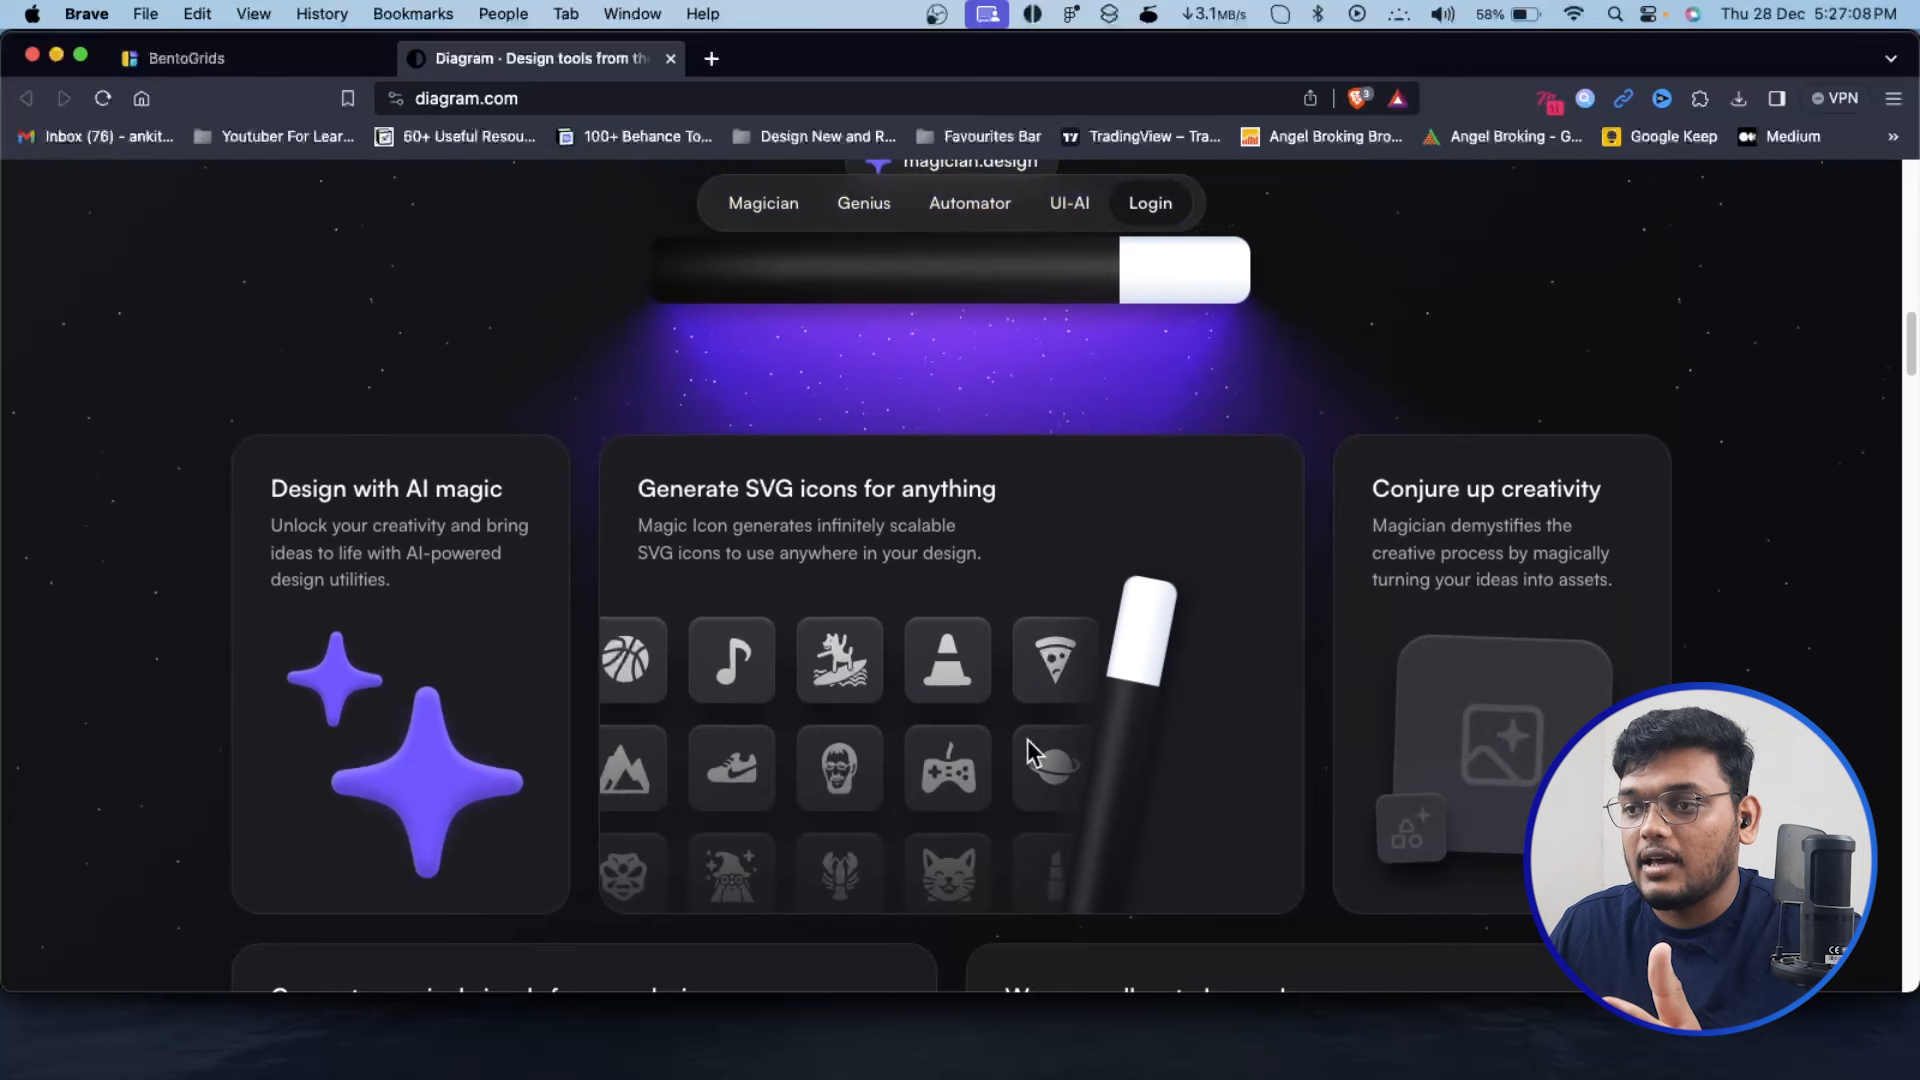 Brave File Edit View History Bookmarks People Tab Window Help
↓3.1MB/s 58% Thu 28 Dec 5:27:08 PM
BentoGrids
Diagram · Design tools from th
diagram.com
3
11
VPN
Inbox (76) - ankit...
Youtuber For Lear...
60+ Useful Resou...
100+ Behance To...
Design New and R...
Favourites Bar
TradingView – Tra...
Angel Broking Bro...
Angel Broking - G...
Google Keep
Medium
»
magician.design
Magician Genius Automator UI-AI Login
Design with AI magic
Unlock your creativity and bring
ideas to life with AI-powered
design utilities.
Generate SVG icons for anything
Magic Icon generates infinitely scalable
SVG icons to use anywhere in your design.
Conjure up creativity
Magician demystifies the
creative process by magically
turning your ideas into assets.